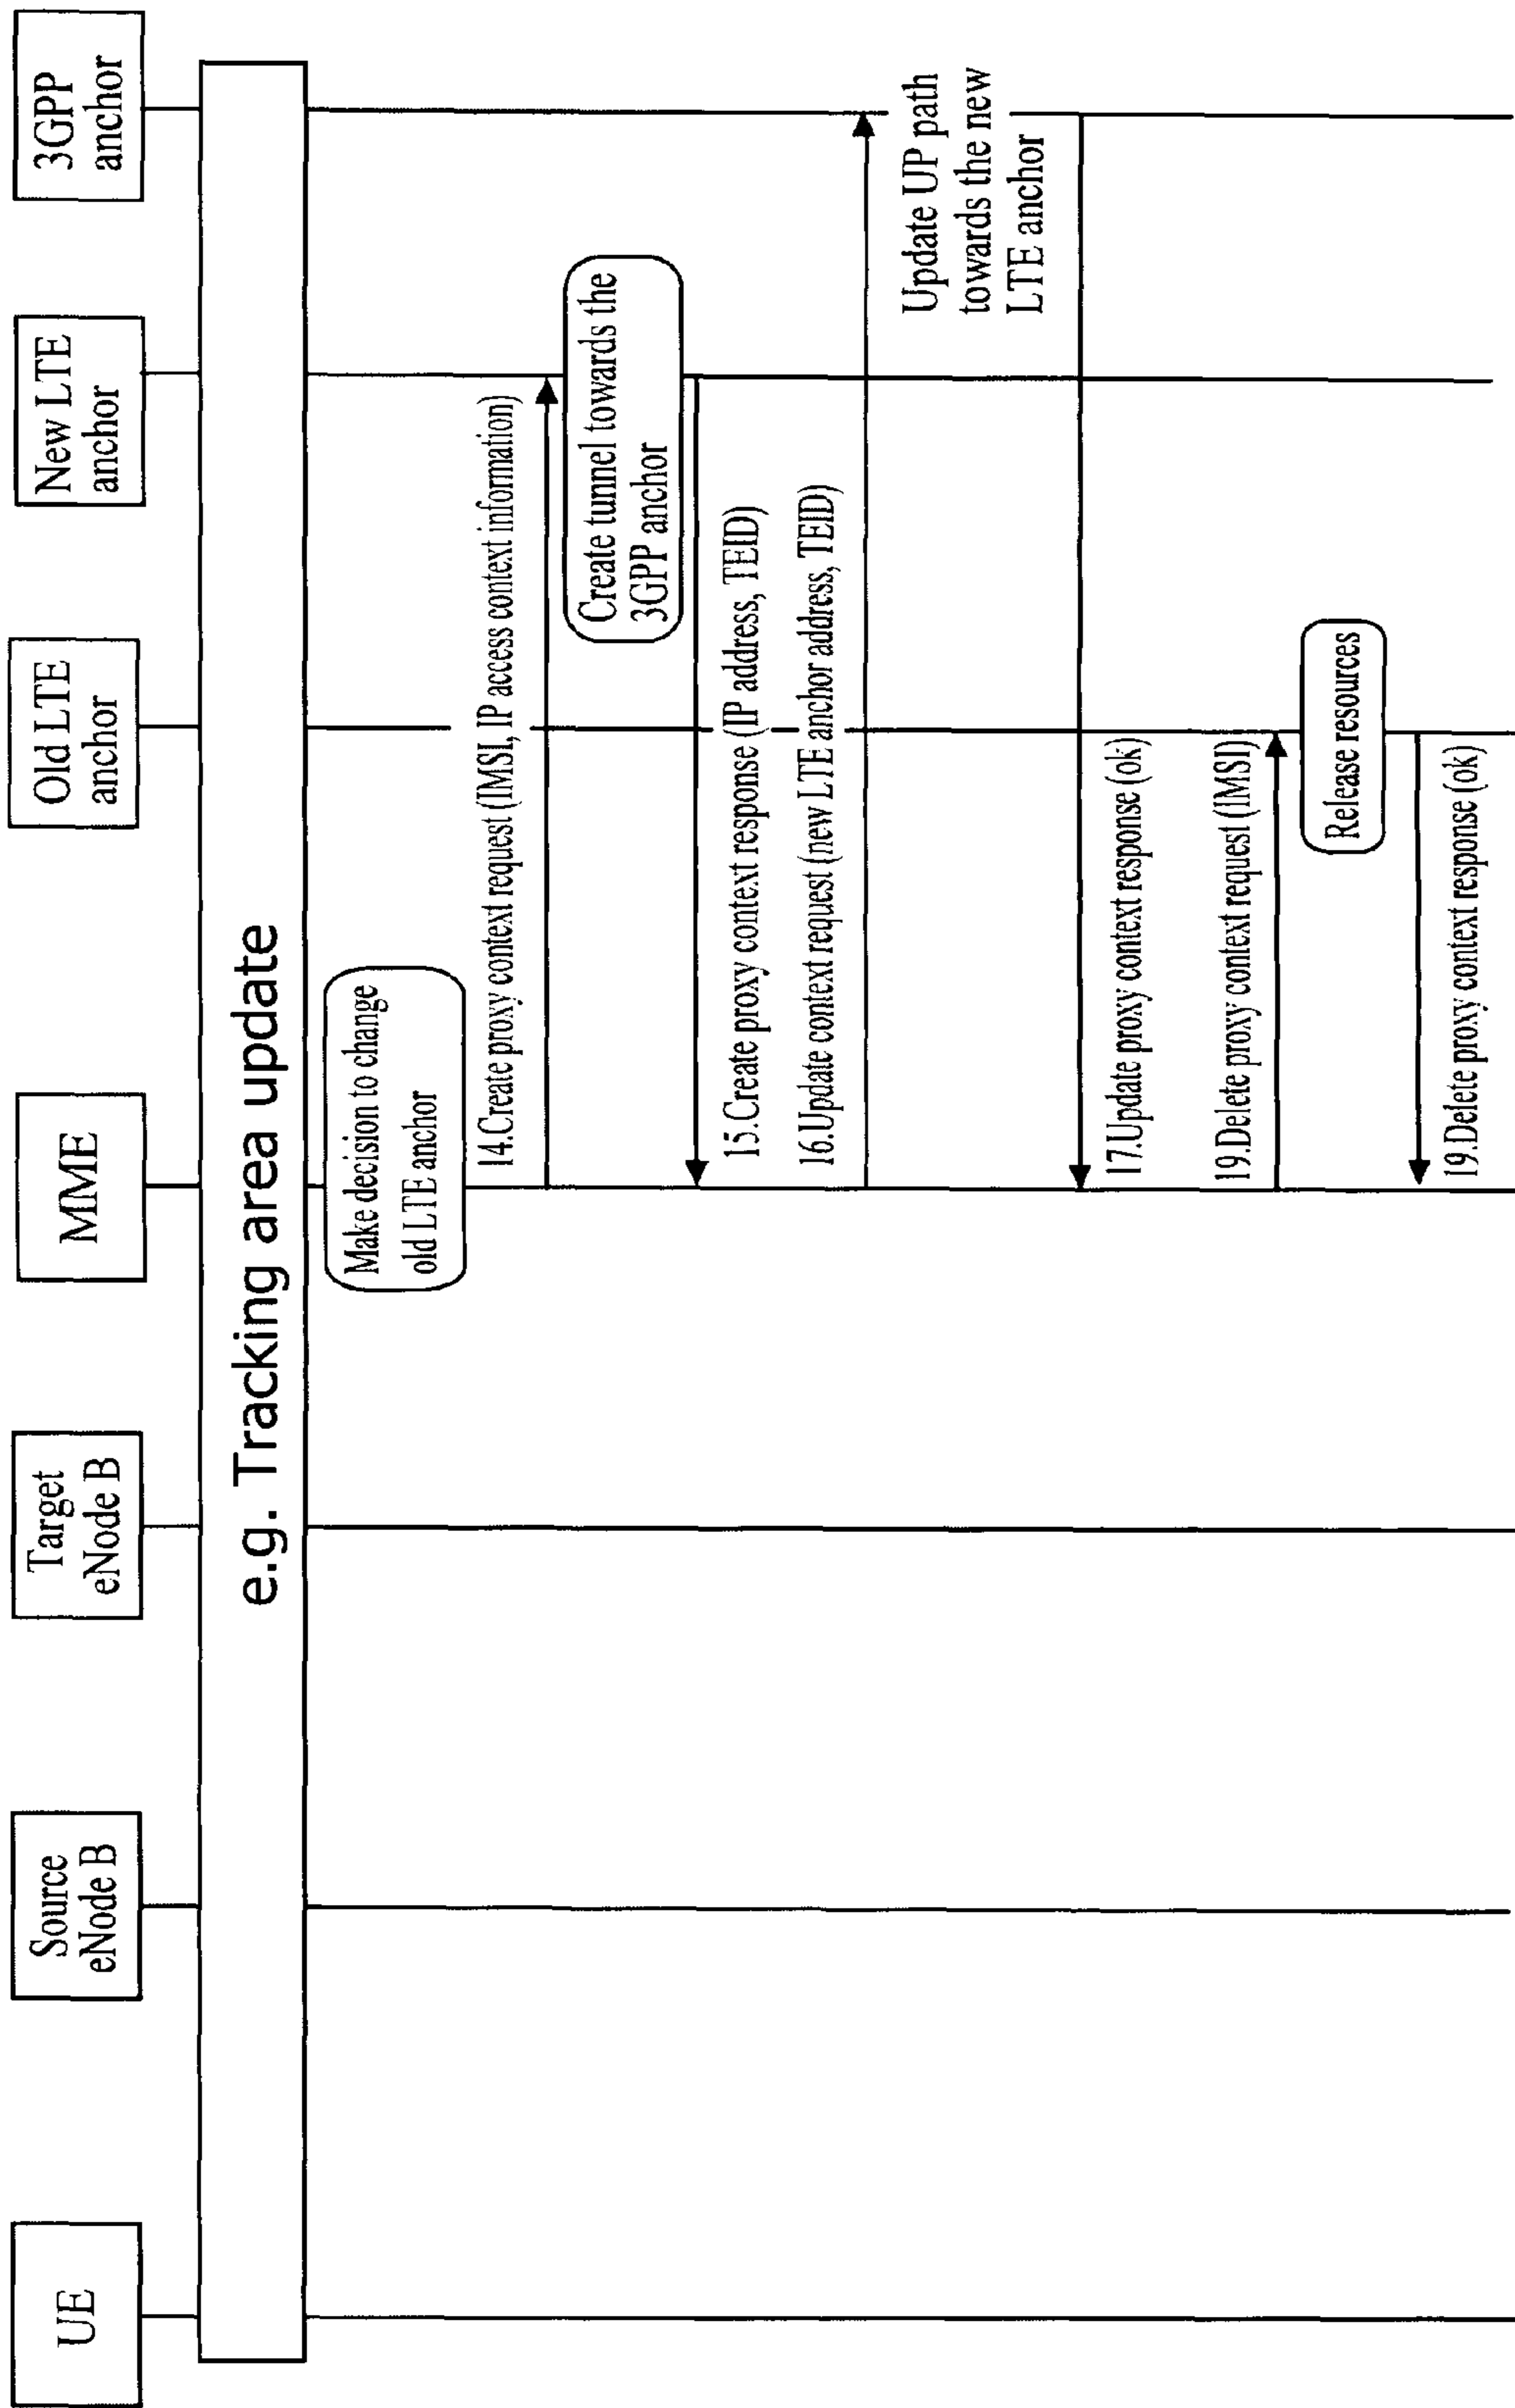 UE
Source
eNode B
Target
eNode B
MME
Old LTE
anchor
New LTE
anchor
3GPP
anchor
e.g. Tracking area update
Make decision to change
old LTE anchor
14.Create proxy context request (IMSI, IP access context information)
Create tunnel towards the
3GPP anchor
15.Create proxy context response (IP address, TEID)
16.Update context request (new LTE anchor address, TEID)
Update UP path
towards the new
LTE anchor
17.Update proxy context response (ok)
19.Delete proxy context request (IMSI)
Release resources
19.Delete proxy context response (ok)